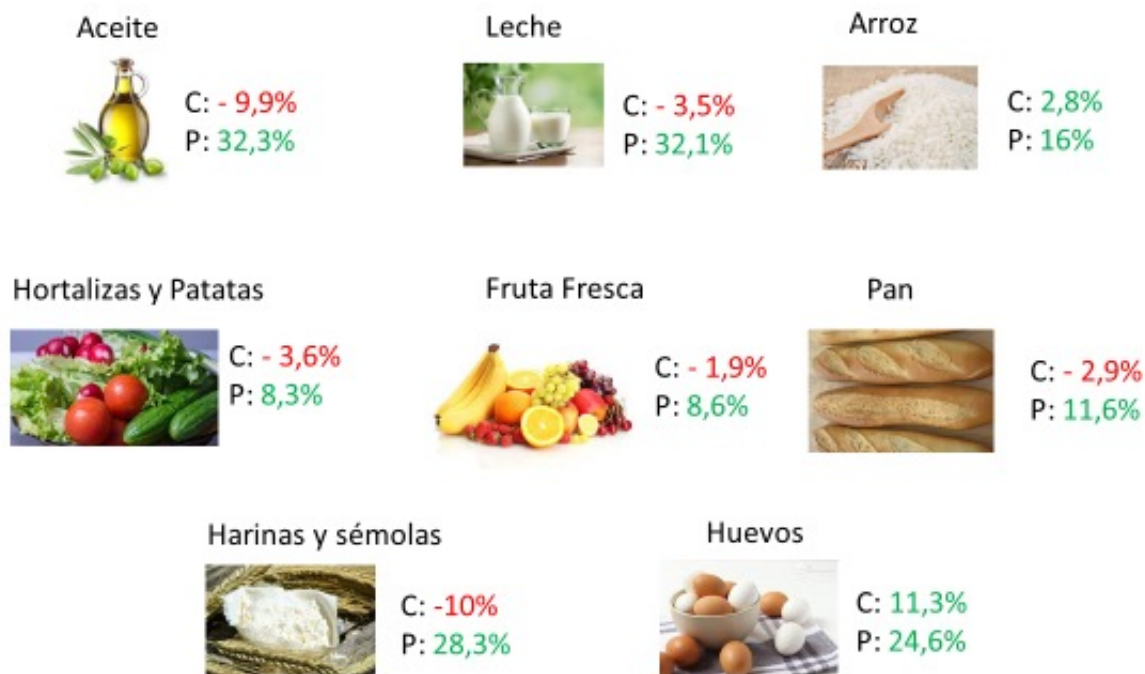 Aceite
C: - 9,9%
P: 32,3%
Leche
C: - 3,5%
P: 32,1%
Arroz
C: 2,8%
P: 16%
Hortalizas y Patatas
C: - 3,6%
P: 8,3%
Fruta Fresca
C: - 1,9%
P: 8,6%
Pan
C: - 2,9%
P: 11,6%
Harinas y sémolas
C: -10%
P: 28,3%
Huevos
C: 11,3%
P: 24,6%